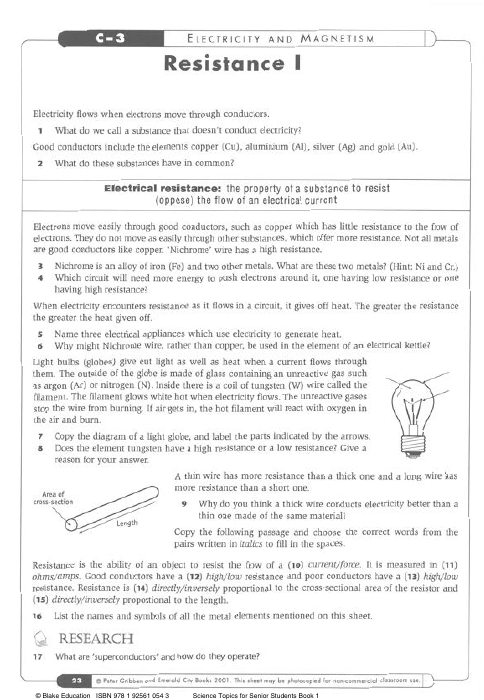 C-3
ELECTRICITY AND MAGNETISM
Resistance I
Electricity flows when electrons move through conductors.
1 What do we call a substance that doesn't conduct electricity?
Good conductors include the elements copper (Cu), aluminium (Al), silver (Ag) and gold (Au).
2 What do these substances have in common?
Electrical resistance: the property of a substance to resist
(oppose) the flow of an electrical current
Electrons move easily through good conductors, such as copper which has little resistance to the flow of
electrons. They do not move as easily through other substances, which offer more resistance. Not all metals
are good conductors like copper. 'Nichrome' wire has a high resistance.
3 Nichrome is an alloy of iron (Fe) and two other metals. What are these two metals? (Hint: Ni and Cr.)
4 Which circuit will need more energy to push electrons around it, one having low resistance or one
having high resistance?
When electricity encounters resistance as it flows in a circuit, it gives off heat. The greater the resistance
the greater the heat given off.
5 Name three electrical appliances which use electricity to generate heat.
6 Why might Nichrome wire, rather than copper, be used in the element of an electrical kettle?
Light bulbs (globes) give out light as well as heat when a current flows through
them. The outside of the globe is made of glass containing an unreactive gas such
as argon (Ar) or nitrogen (N). Inside there is a coil of tungsten (W) wire called the
filament. The filament glows white hot when electricity flows. The unreactive gases
stop the wire from burning. If air gets in, the hot filament will react with oxygen in
the air and burn.
7 Copy the diagram of a light globe, and label the parts indicated by the arrows.
8 Does the element tungsten have a high resistance or a low resistance? Give a
reason for your answer.
A thin wire has more resistance than a thick one and a long wire has
more resistance than a short one.
Area of
cross-section
Length
9 Why do you think a thick wire conducts electricity better than a
thin one made of the same material?
Copy the following passage and choose the correct words from the
pairs written in italics to fill in the spaces.
Resistance is the ability of an object to resist the flow of a (10) current/force. It is measured in (11)
ohms/amps. Good conductors have a (12) high/low resistance and poor conductors have a (13) high/low
resistance. Resistance is (14) directly/inversely proportional to the cross-sectional area of the resistor and
(15) directly/inversely proportional to the length.
16 List the names and symbols of all the metal elements mentioned on this sheet.
RESEARCH
17 What are 'superconductors' and how do they operate?
23 © Peter Gribben and Emerald City Books 2001. This sheet may be photocopied for non-commercial classroom use.
© Blake Education ISBN 978 1 92561 054 3 Science Topics for Senior Students Book 1